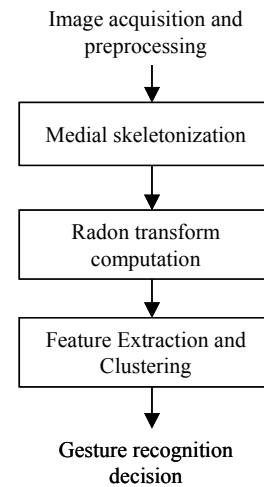 Image acquisition and
preprocessing
Medial skeletonization
Radon transform
computation
Feature Extraction and
Clustering
Gesture recognition
decision